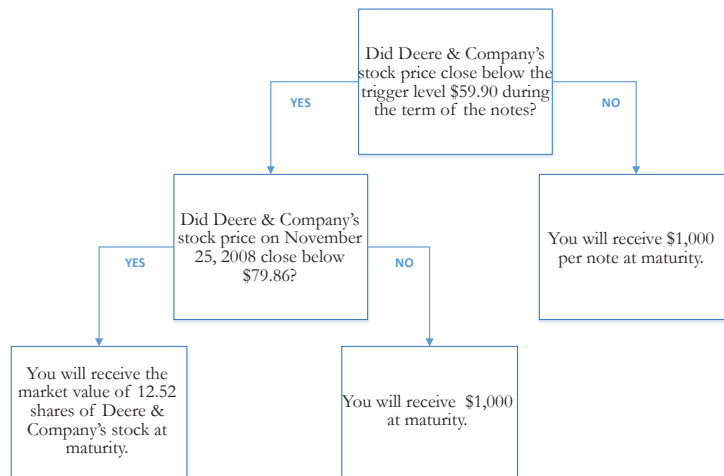 Did Deere & Company's
stock price close below the
trigger level $59.90 during
the term of the notes?
YES
NO
Did Deere & Company's
stock price on November
25, 2008 close below
$79.86?
You will receive $1,000
per note at maturity.
YES
NO
You will receive the
market value of 12.52
shares of Deere &
Company's stock at
maturity.
You will receive $1,000
at maturity.